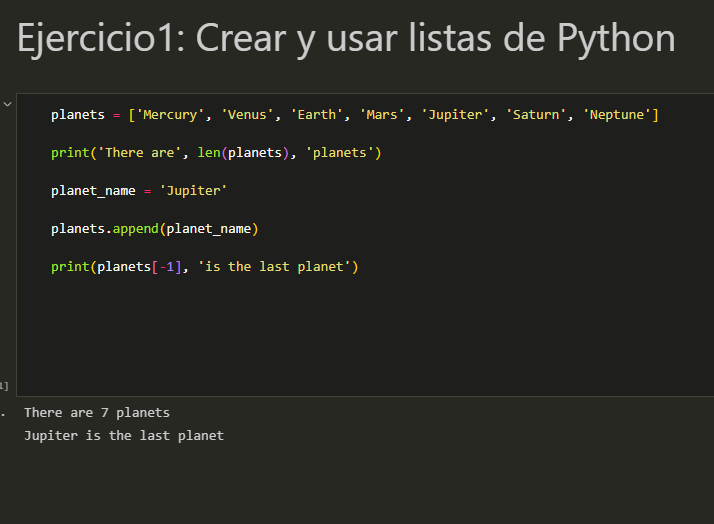 Ejercicio1: Crear y usar listas de Python
planets = ['Mercury', 'Venus', 'Earth', 'Mars', 'Jupiter', 'Saturn', 'Neptune']
print('There are', len(planets), 'planets')
planet_name = 'Jupiter'
planets.append(planet_name)
print(planets[-1], 'is the last planet')
1]
There are 7 planets
Jupiter is the last planet